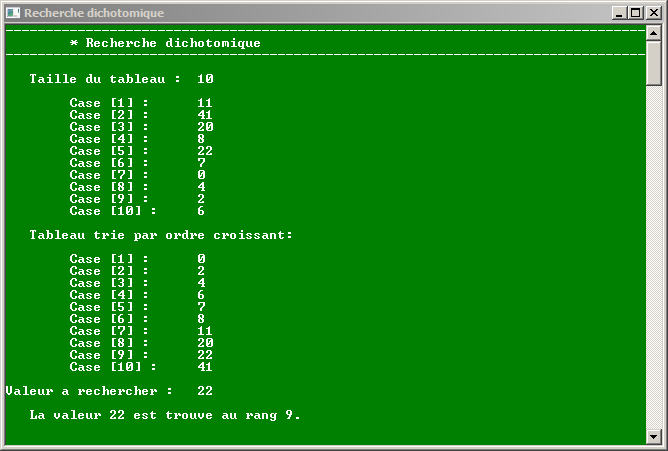 Recherche dichotomique
* Recherche dichotomique
Taille du tableau : 10
Case [1] : 11
Case [2] : 41
Case [3] : 20
Case [4] : 8
Case [5] : 22
Case [6] : 7
Case [7] : 0
Case [8] : 4
Case [9] : 2
Case [10] : 6
Tableau trie par ordre croissant:
Case [1] : 0
Case [2] : 2
Case [3] : 4
Case [4] : 6
Case [5] : 7
Case [6] : 8
Case [7] : 11
Case [8] : 20
Case [9] : 22
Case [10] : 41
Valeur a rechercher : 22
La valeur 22 est trouve au rang 9.